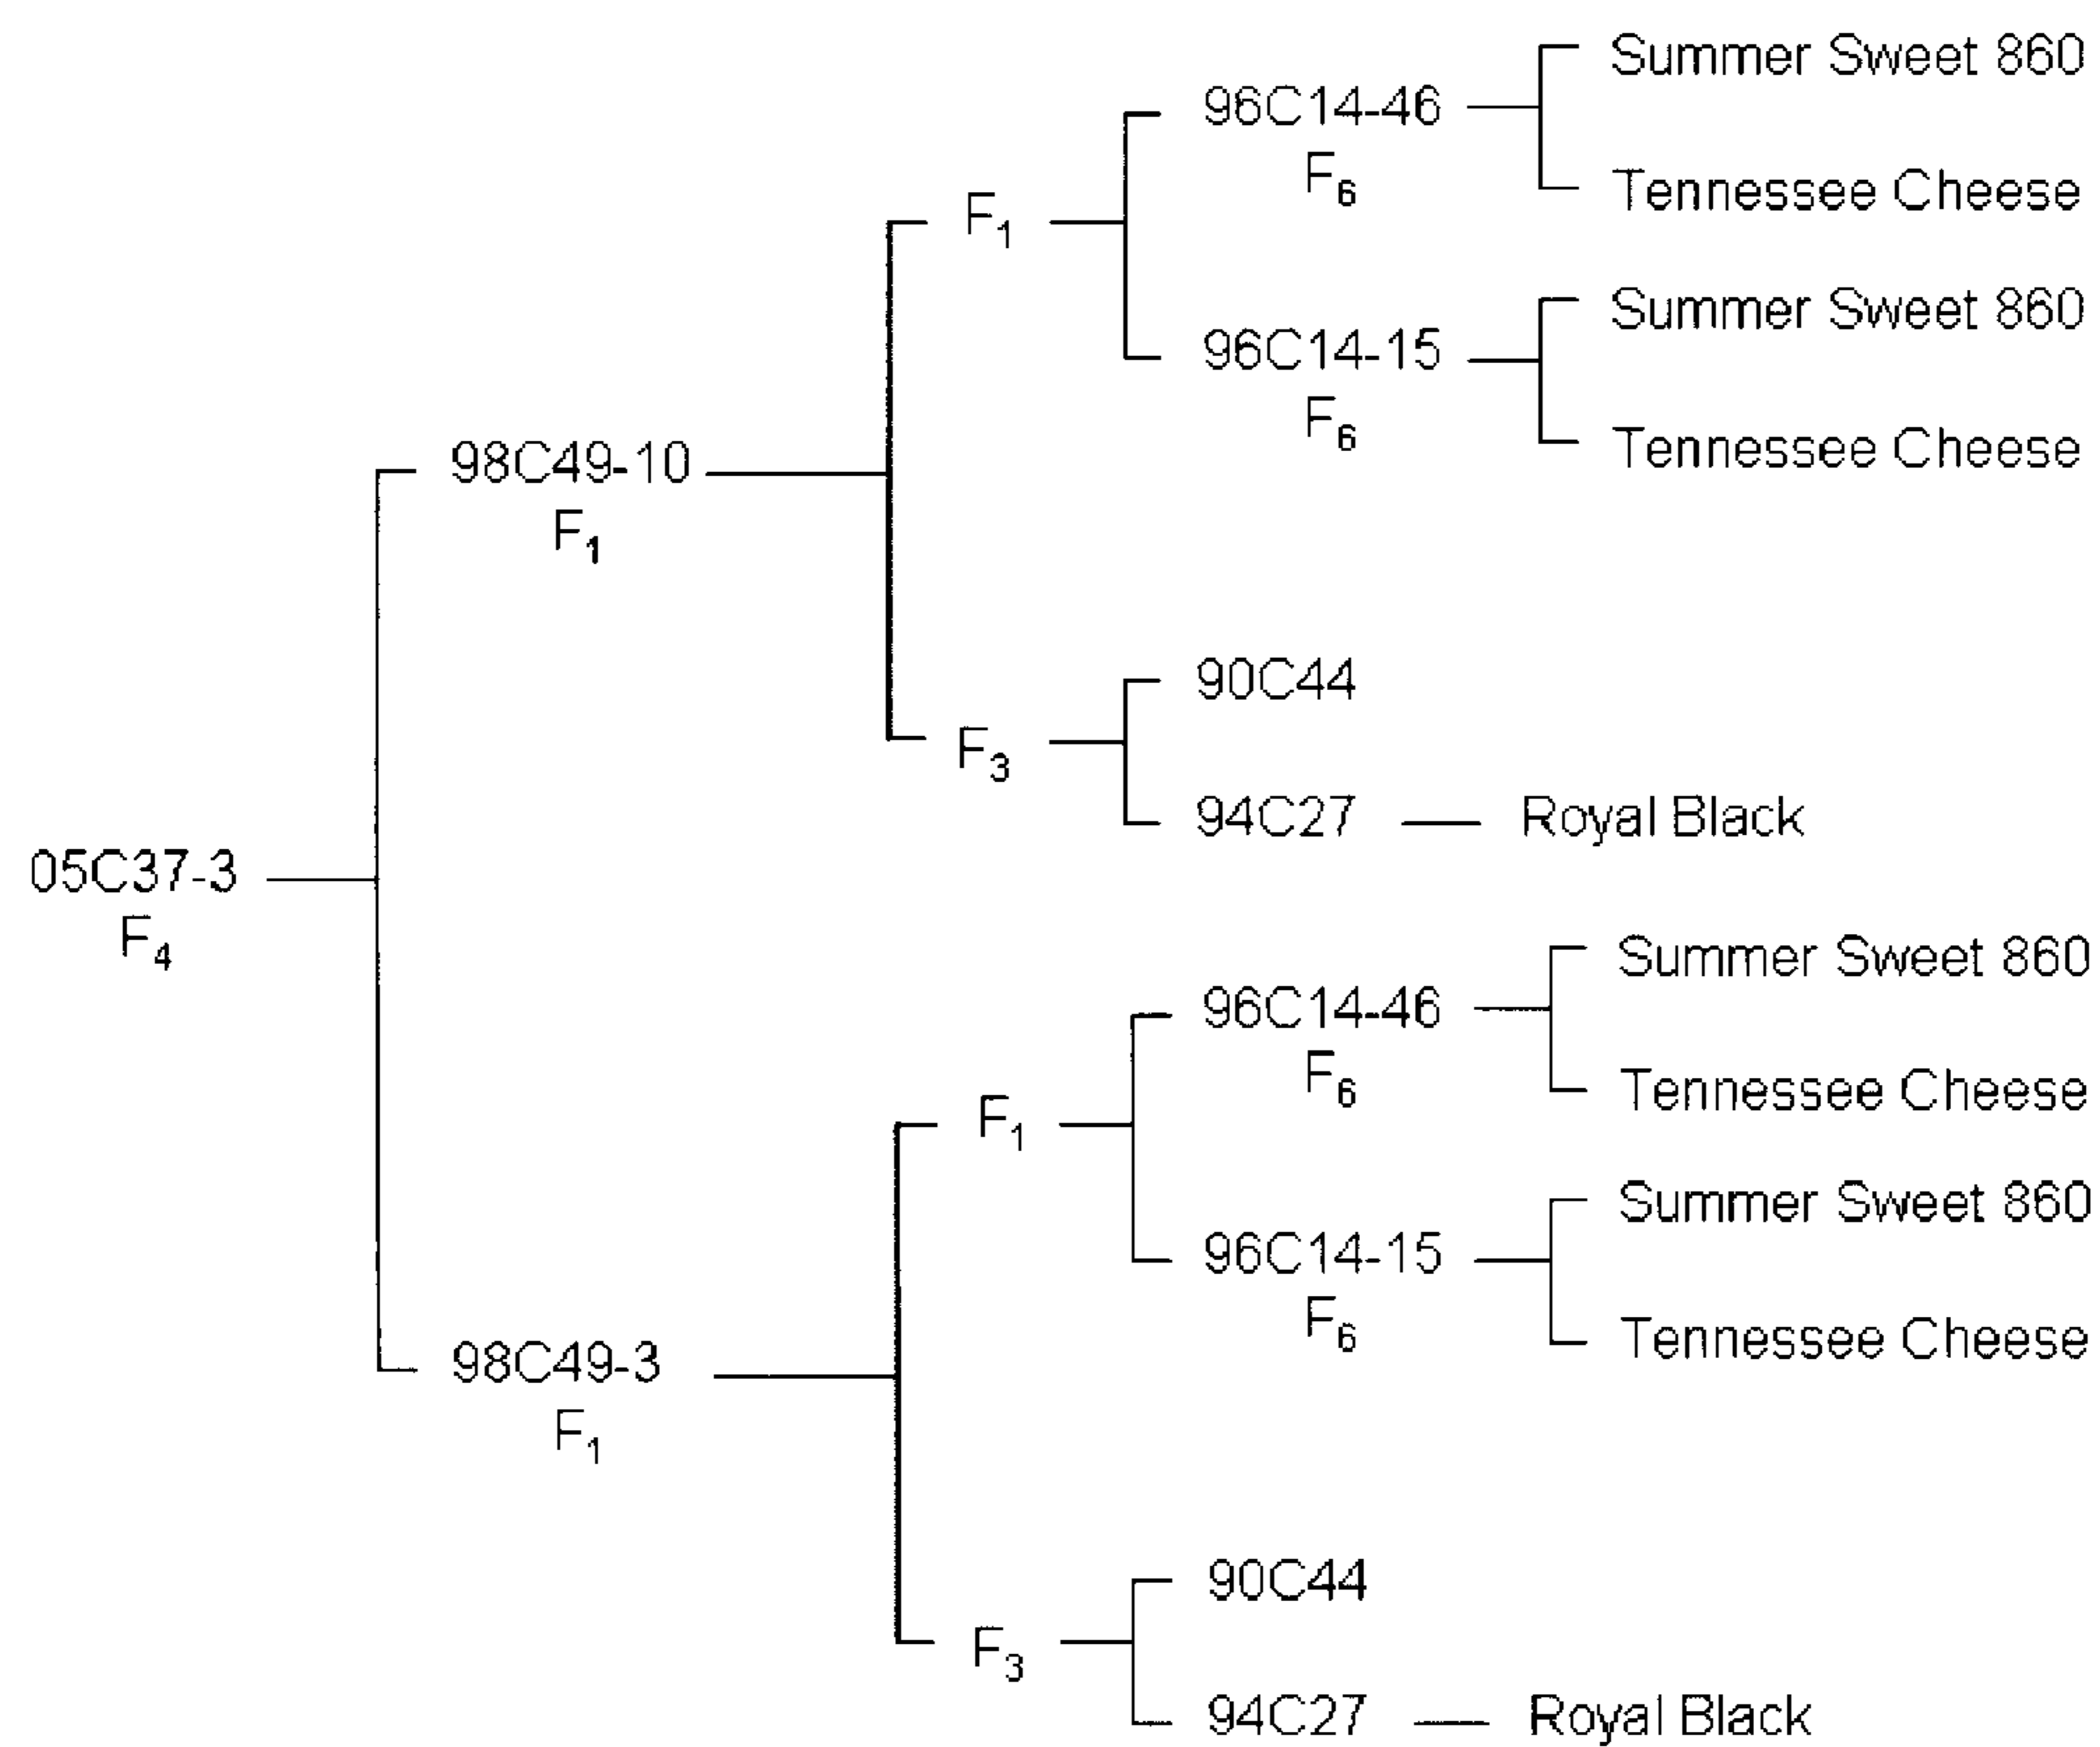 Summer Sweet 860
96C14-46
F6
Tennessee Cheese
F1
Summer Sweet 860
96C14-15
F6
Tennessee Cheese
98C49-10
F1
90C44
F3
94C27
Royal Black
05C37-3
F4
Summer Sweet 860
96C14-46
F6
Tennessee Cheese
F1
Summer Sweet 860
96C14-15
F6
Tennessee Cheese
98C49-3
F1
90C44
F3
94C27
Royal Black